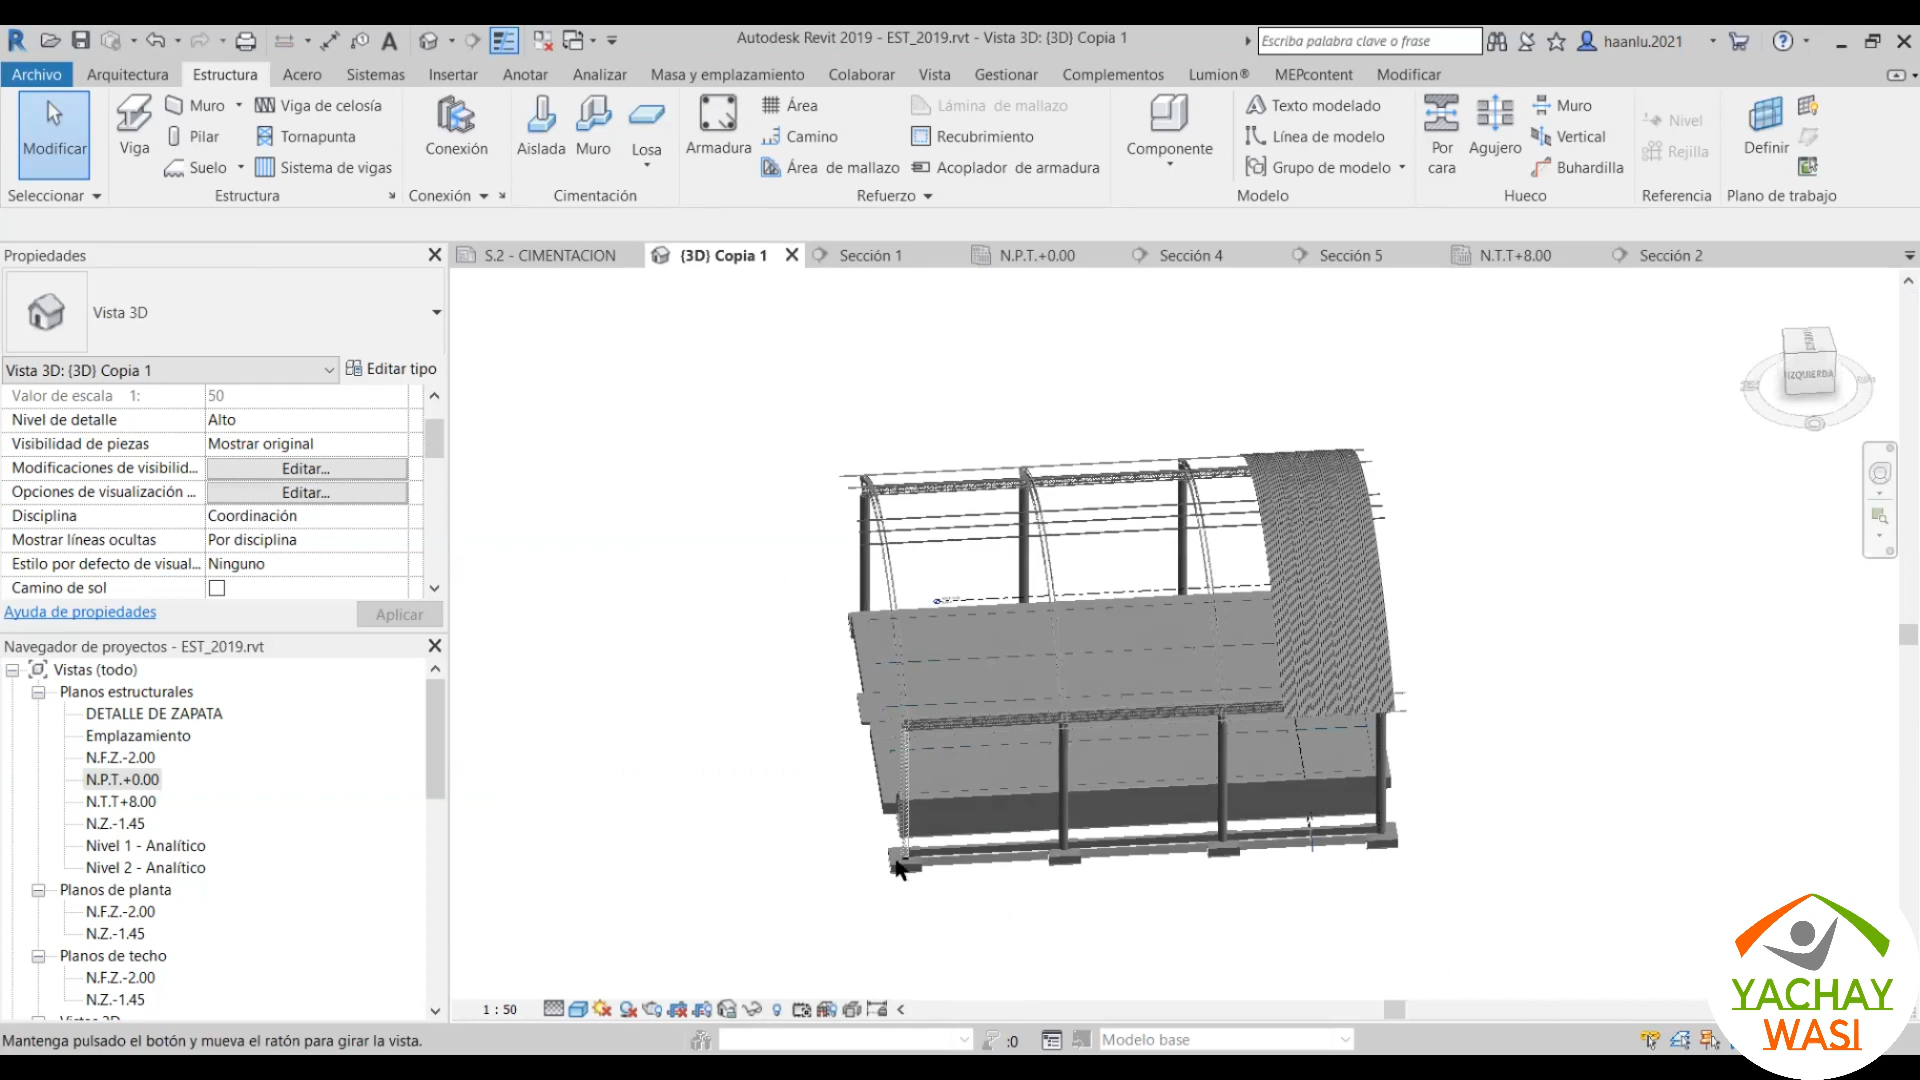 Autodesk Revit 2019 - EST_2019.rvt - Vista 3D: {3D} Copia 1
Escriba palabra clave o frase
haanlu.2021
Archivo Arquitectura Estructura Acero Sistemas Insertar Anotar Analizar Masa y emplazamiento Colaborar Vista Gestionar Complementos Lumion® MEPcontent Modificar
Modificar
Viga
Muro
Pilar
Suelo
Viga de celosía
Tornapunta
Sistema de vigas
Conexión
Aislada
Muro
Losa
Armadura
Área
Camino
Área de mallazo
Lámina de mallazo
Recubrimiento
Acoplador de armadura
Componente
Texto modelado
Línea de modelo
Grupo de modelo
Por cara
Agujero
Muro
Vertical
Buhardilla
Nivel
Rejilla
Definir
Seleccionar Estructura Conexión Cimentación Refuerzo Modelo Hueco Referencia Plano de trabajo
Propiedades
S.2 - CIMENTACION {3D} Copia 1 Sección 1 N.P.T.+0.00 Sección 4 Sección 5 N.T.T+8.00 Sección 2
Vista 3D
Vista 3D: {3D} Copia 1 Editar tipo
Valor de escala 1: 50
Nivel de detalle Alto
Visibilidad de piezas Mostrar original
Modificaciones de visibilid... Editar...
Opciones de visualización ... Editar...
Disciplina Coordinación
Mostrar líneas ocultas Por disciplina
Estilo por defecto de visual... Ninguno
Camino de sol
Ayuda de propiedades Aplicar
Navegador de proyectos - EST_2019.rvt
Vistas (todo)
Planos estructurales
DETALLE DE ZAPATA
Emplazamiento
N.F.Z.-2.00
N.P.T.+0.00
N.T.T+8.00
N.Z.-1.45
Nivel 1 - Analítico
Nivel 2 - Analítico
Planos de planta
N.F.Z.-2.00
N.Z.-1.45
Planos de techo
N.F.Z.-2.00
N.Z.-1.45
IZQUIERDA
1 : 50
Mantenga pulsado el botón y mueva el ratón para girar la vista.
:0
Modelo base
YACHAY
WASI